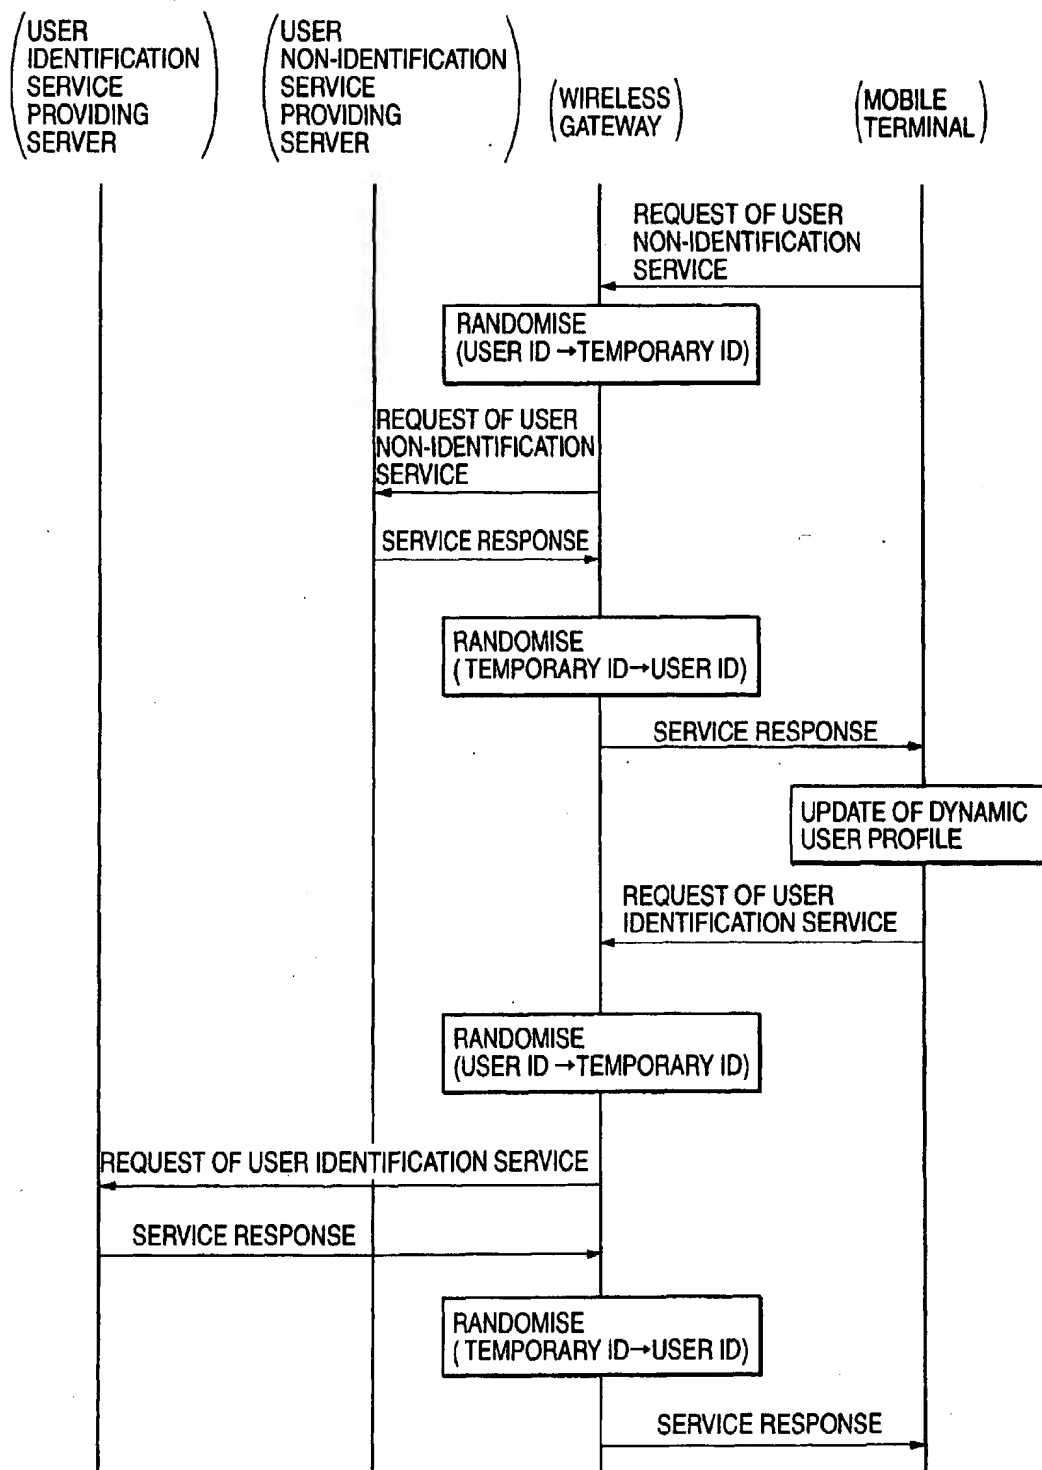 USER
IDENTIFICATION
SERVICE
PROVIDING
SERVER
USER
NON-IDENTIFICATION
SERVICE
PROVIDING
SERVER
(WIRELESS
GATEWAY)
(MOBILE
TERMINAL)
REQUEST OF USER
NON-IDENTIFICATION
SERVICE
RANDOMISE
(USER ID →TEMPORARY ID)
REQUEST OF USER
NON-IDENTIFICATION
SERVICE
SERVICE RESPONSE
RANDOMISE
( TEMPORARY ID→USER ID)
SERVICE RESPONSE
UPDATE OF DYNAMIC
USER PROFILE
REQUEST OF USER
IDENTIFICATION SERVICE
RANDOMISE
(USER ID →TEMPORARY ID)
REQUEST OF USER IDENTIFICATION SERVICE
SERVICE RESPONSE
RANDOMISE
( TEMPORARY ID→USER ID)
SERVICE RESPONSE